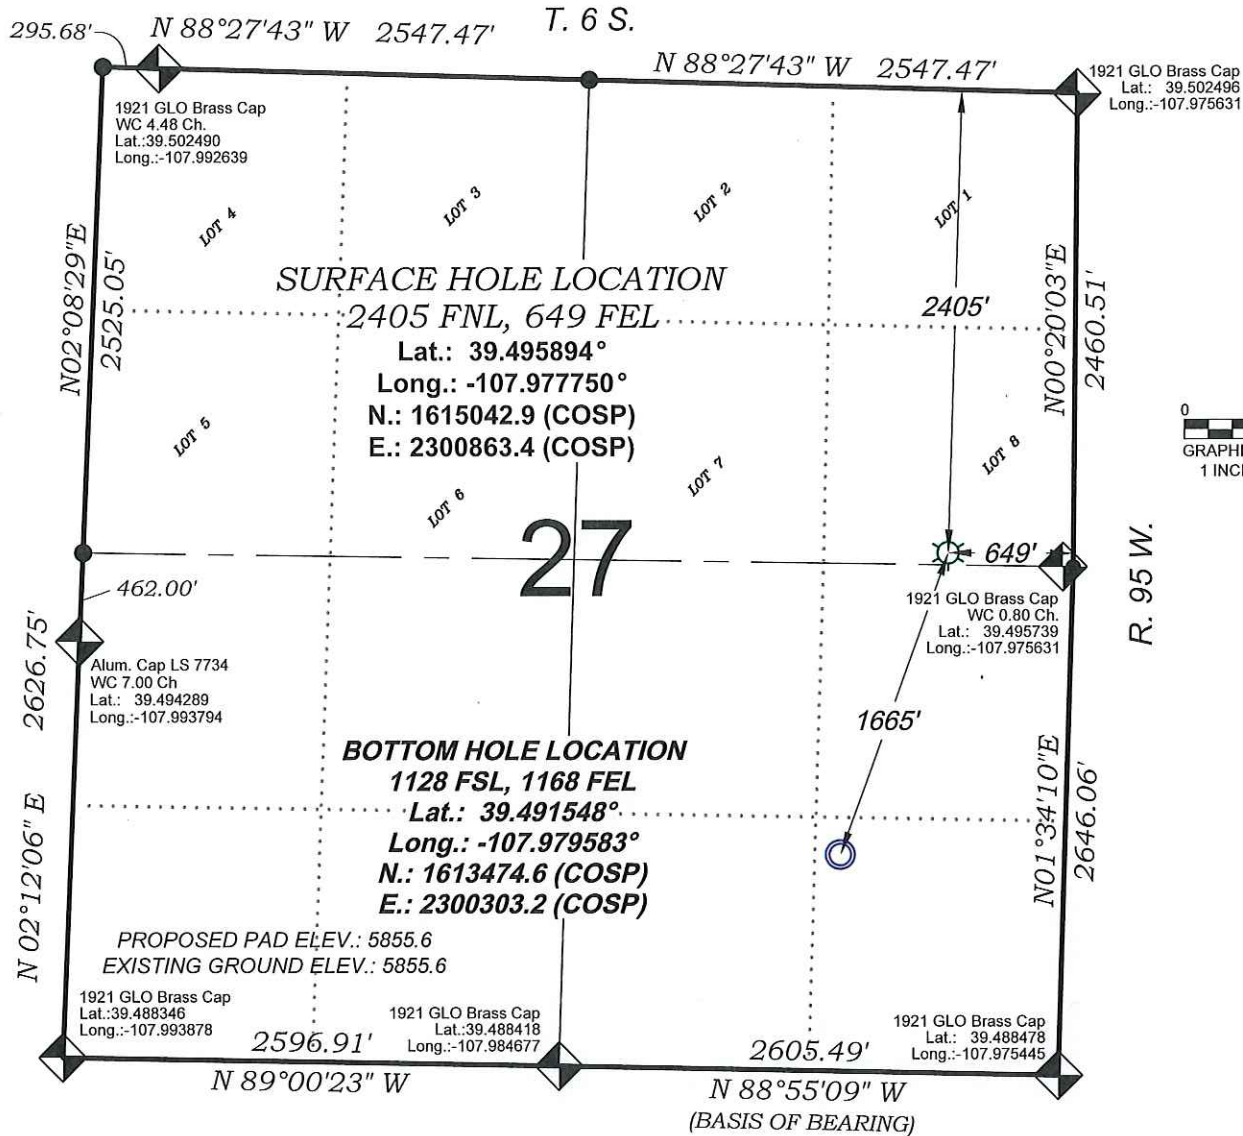 T. 6 S.
295.68'
N 88°27'43" W 2547.47'
N 88°27'43" W 2547.47'
1921 GLO Brass Cap
Lat.: 39.502496
Long.:-107.975631
1921 GLO Brass Cap
WC 4.48 Ch.
Lat.:39.502490
Long.:-107.992639
LOT 4
LOT 3
LOT 2
LOT 1
N02°08'29"E
2525.05'
SURFACE HOLE LOCATION
2405 FNL, 649 FEL
Lat.: 39.495894°
Long.: -107.977750°
N.: 1615042.9 (COSP)
E.: 2300863.4 (COSP)
2405'
N00°20'03"E
2460.51'
0
GRAPHI
1 INC
LOT 5
LOT 6
LOT 7
LOT 8
27
649'
R. 95 W.
462.00'
1921 GLO Brass Cap
WC 0.80 Ch.
Lat.: 39.495739
Long.:-107.975631
2626.75'
N 02°12'06" E
Alum. Cap LS 7734
WC 7.00 Ch
Lat.: 39.494289
Long.:-107.993794
1665'
BOTTOM HOLE LOCATION
1128 FSL, 1168 FEL
Lat.: 39.491548°
Long.: -107.979583°
N.: 1613474.6 (COSP)
E.: 2300303.2 (COSP)
N01°34'10"E
2646.06'
PROPOSED PAD ELEV.: 5855.6
EXISTING GROUND ELEV.: 5855.6
1921 GLO Brass Cap
Lat.:39.488346
Long.:-107.993878
1921 GLO Brass Cap
Lat.:39.488418
Long.:-107.984677
1921 GLO Brass Cap
Lat.: 39.488478
Long.:-107.975445
2596.91'
N 89°00'23" W
2605.49'
N 88°55'09" W
(BASIS OF BEARING)